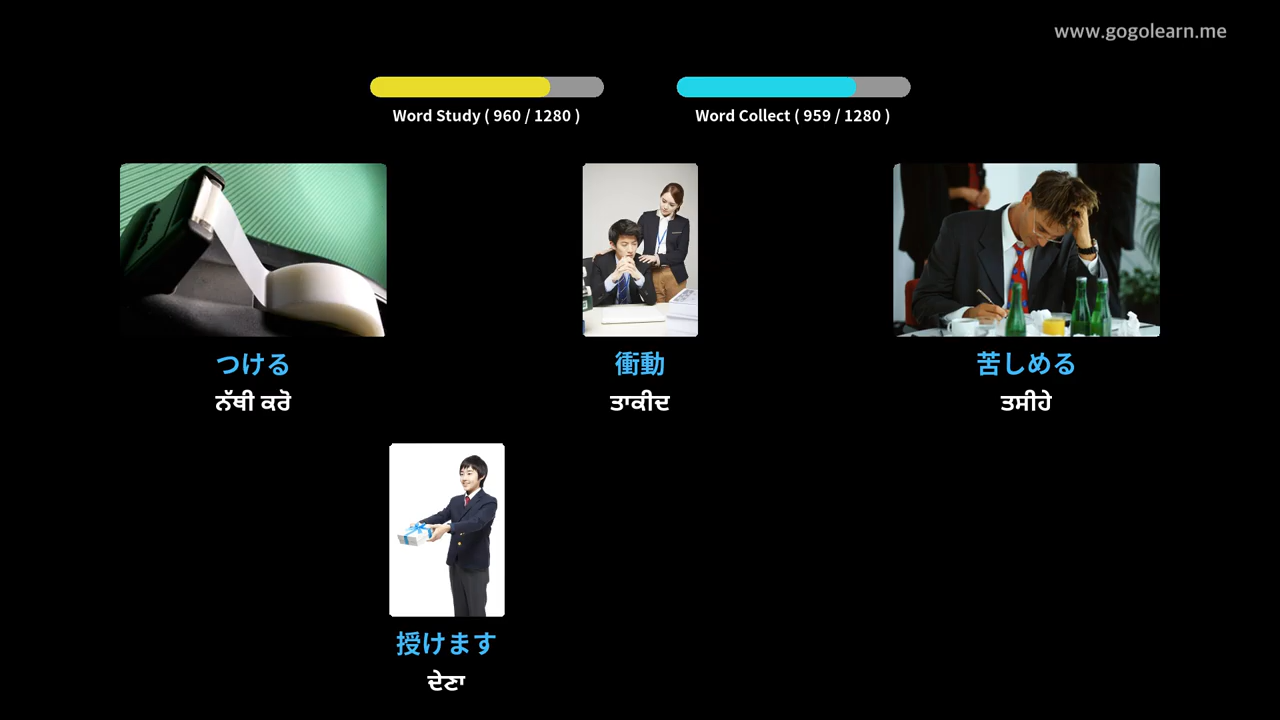 www.gogolearn.me
Word Study ( 960 / 1280 )
Word Collect ( 959 / 1280 )
つける
ਨੱਥੀ ਕਰੋ
衝動
ਤਾਕੀਦ
苦しめる
ਤਸੀਹੇ
授けます
ਦੇਣਾ